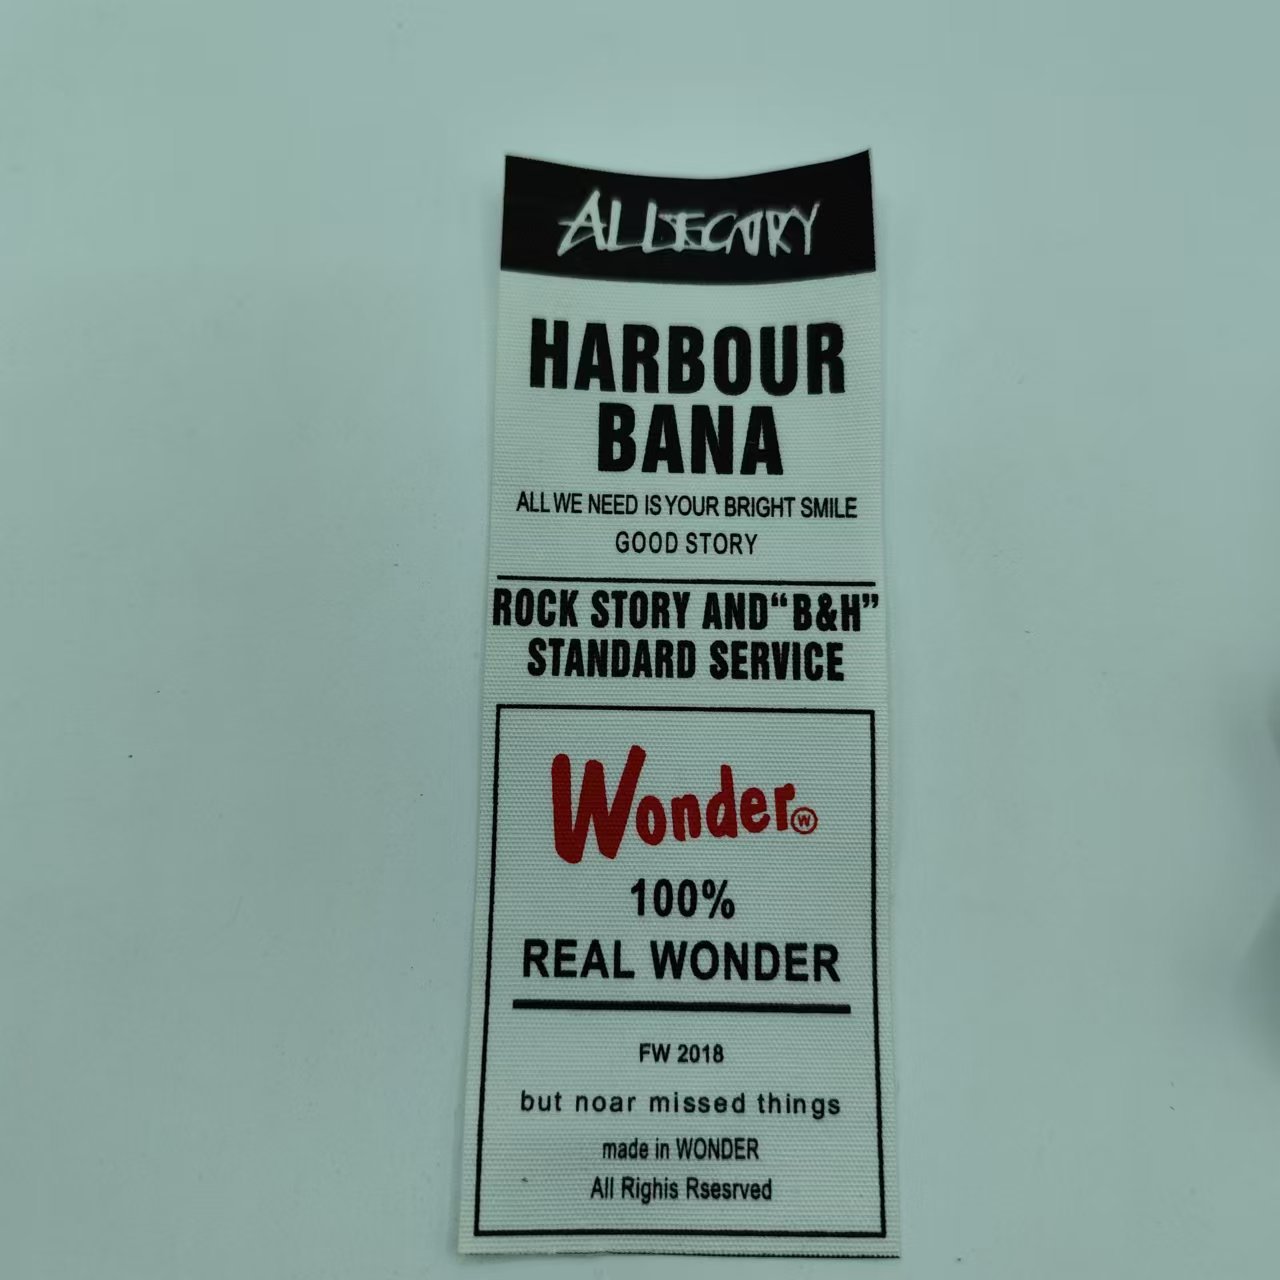 ALLEGORY
HARBOUR
BANA
ALL WE NEED IS YOUR BRIGHT SMILE
GOOD STORY
ROCK STORY AND “B&H”
STANDARD SERVICE
Wonder Ⓦ
100%
REAL WONDER
FW 2018
but noar missed things
made in WONDER
All Righis Rsesrved